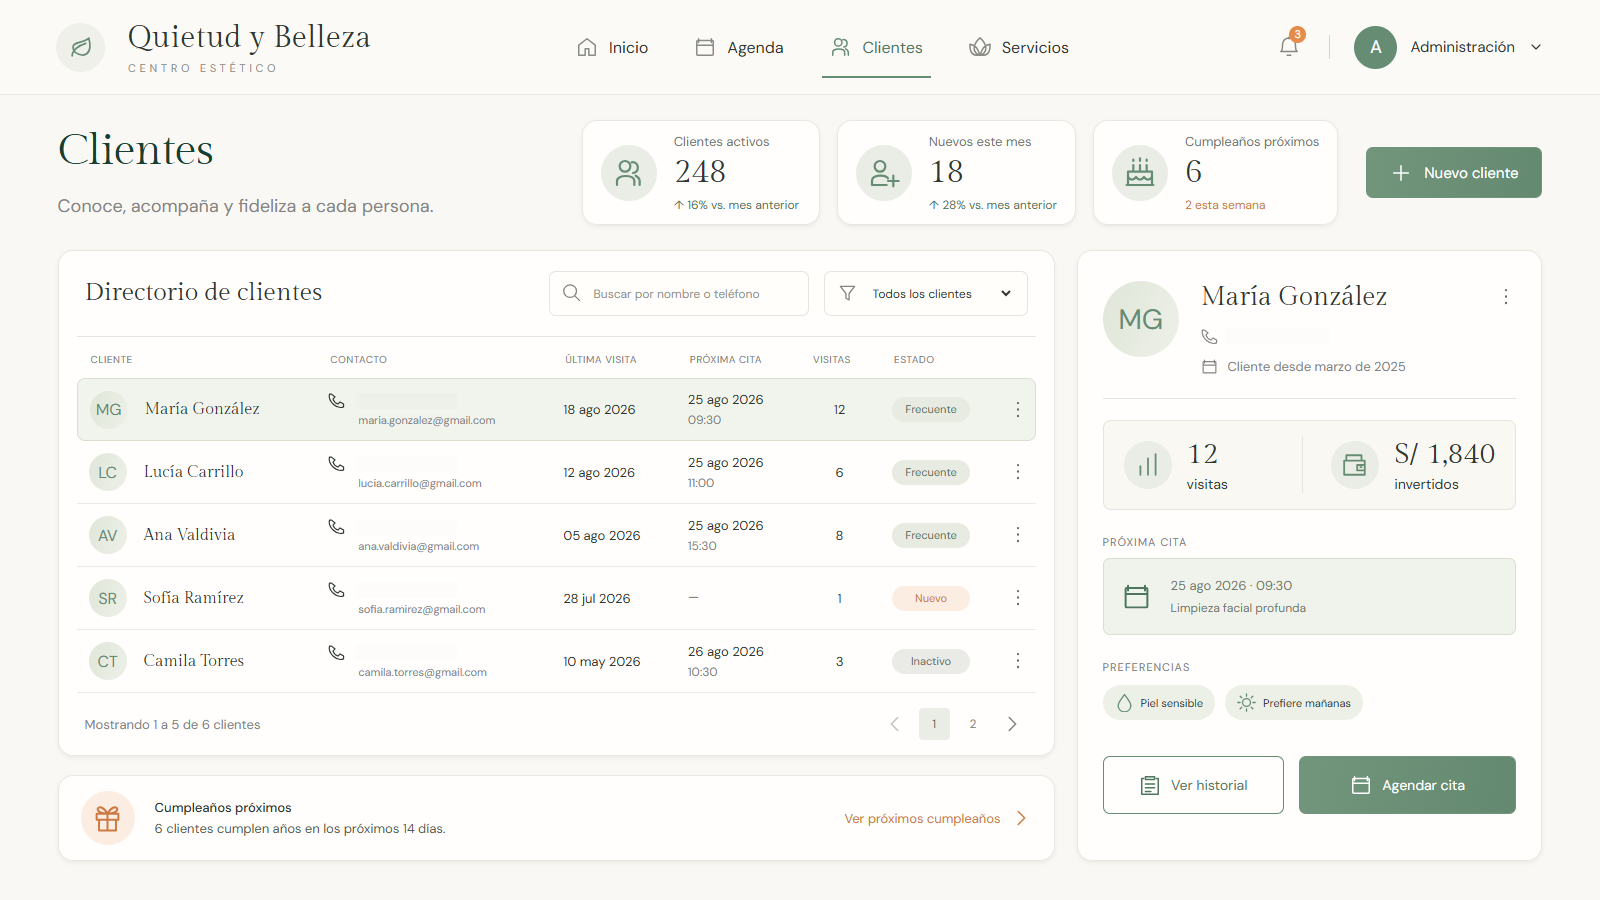 Quietud y Belleza
CENTRO ESTÉTICO
Inicio
Agenda
Clientes
Servicios
3
A
Administración
Clientes
Conoce, acompaña y fideliza a cada persona.
Clientes activos
248
↑ 16% vs. mes anterior
Nuevos este mes
18
↑ 28% vs. mes anterior
Cumpleaños próximos
6
2 esta semana
Nuevo cliente
Directorio de clientes
Buscar por nombre o teléfono
Todos los clientes
CLIENTE CONTACTO ÚLTIMA VISITA PRÓXIMA CITA VISITAS ESTADO
MG María González maria.gonzalez@gmail.com 18 ago 2026 25 ago 2026 09:30 12 Frecuente
LC Lucía Carrillo lucia.carrillo@gmail.com 12 ago 2026 25 ago 2026 11:00 6 Frecuente
AV Ana Valdivia ana.valdivia@gmail.com 05 ago 2026 25 ago 2026 15:30 8 Frecuente
SR Sofía Ramírez sofia.ramirez@gmail.com 28 jul 2026 — 1 Nuevo
CT Camila Torres camila.torres@gmail.com 10 may 2026 26 ago 2026 10:30 3 Inactivo
Mostrando 1 a 5 de 6 clientes
1 2
Cumpleaños próximos
6 clientes cumplen años en los próximos 14 días.
Ver próximos cumpleaños
MG
María González
Cliente desde marzo de 2025
12
visitas
S/ 1,840
invertidos
PRÓXIMA CITA
25 ago 2026 · 09:30
Limpieza facial profunda
PREFERENCIAS
Piel sensible
Prefiere mañanas
Ver historial
Agendar cita